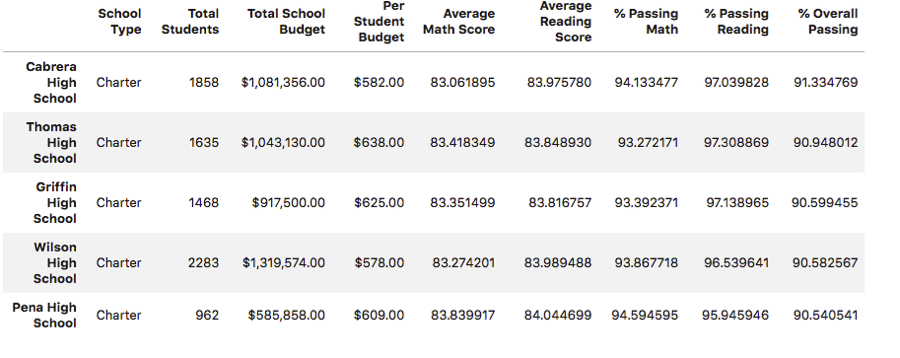 School Type Total Students Total School Budget Per Student Budget Average Math Score Average Reading Score % Passing Math % Passing Reading % Overall Passing
Cabrera High School Charter 1858 $1,081,356.00 $582.00 83.061895 83.975780 94.133477 97.039828 91.334769
Thomas High School Charter 1635 $1,043,130.00 $638.00 83.418349 83.848930 93.272171 97.308869 90.948012
Griffin High School Charter 1468 $917,500.00 $625.00 83.351499 83.816757 93.392371 97.138965 90.599455
Wilson High School Charter 2283 $1,319,574.00 $578.00 83.274201 83.989488 93.867718 96.539641 90.582567
Pena High School Charter 962 $585,858.00 $609.00 83.839917 84.044699 94.594595 95.945946 90.540541